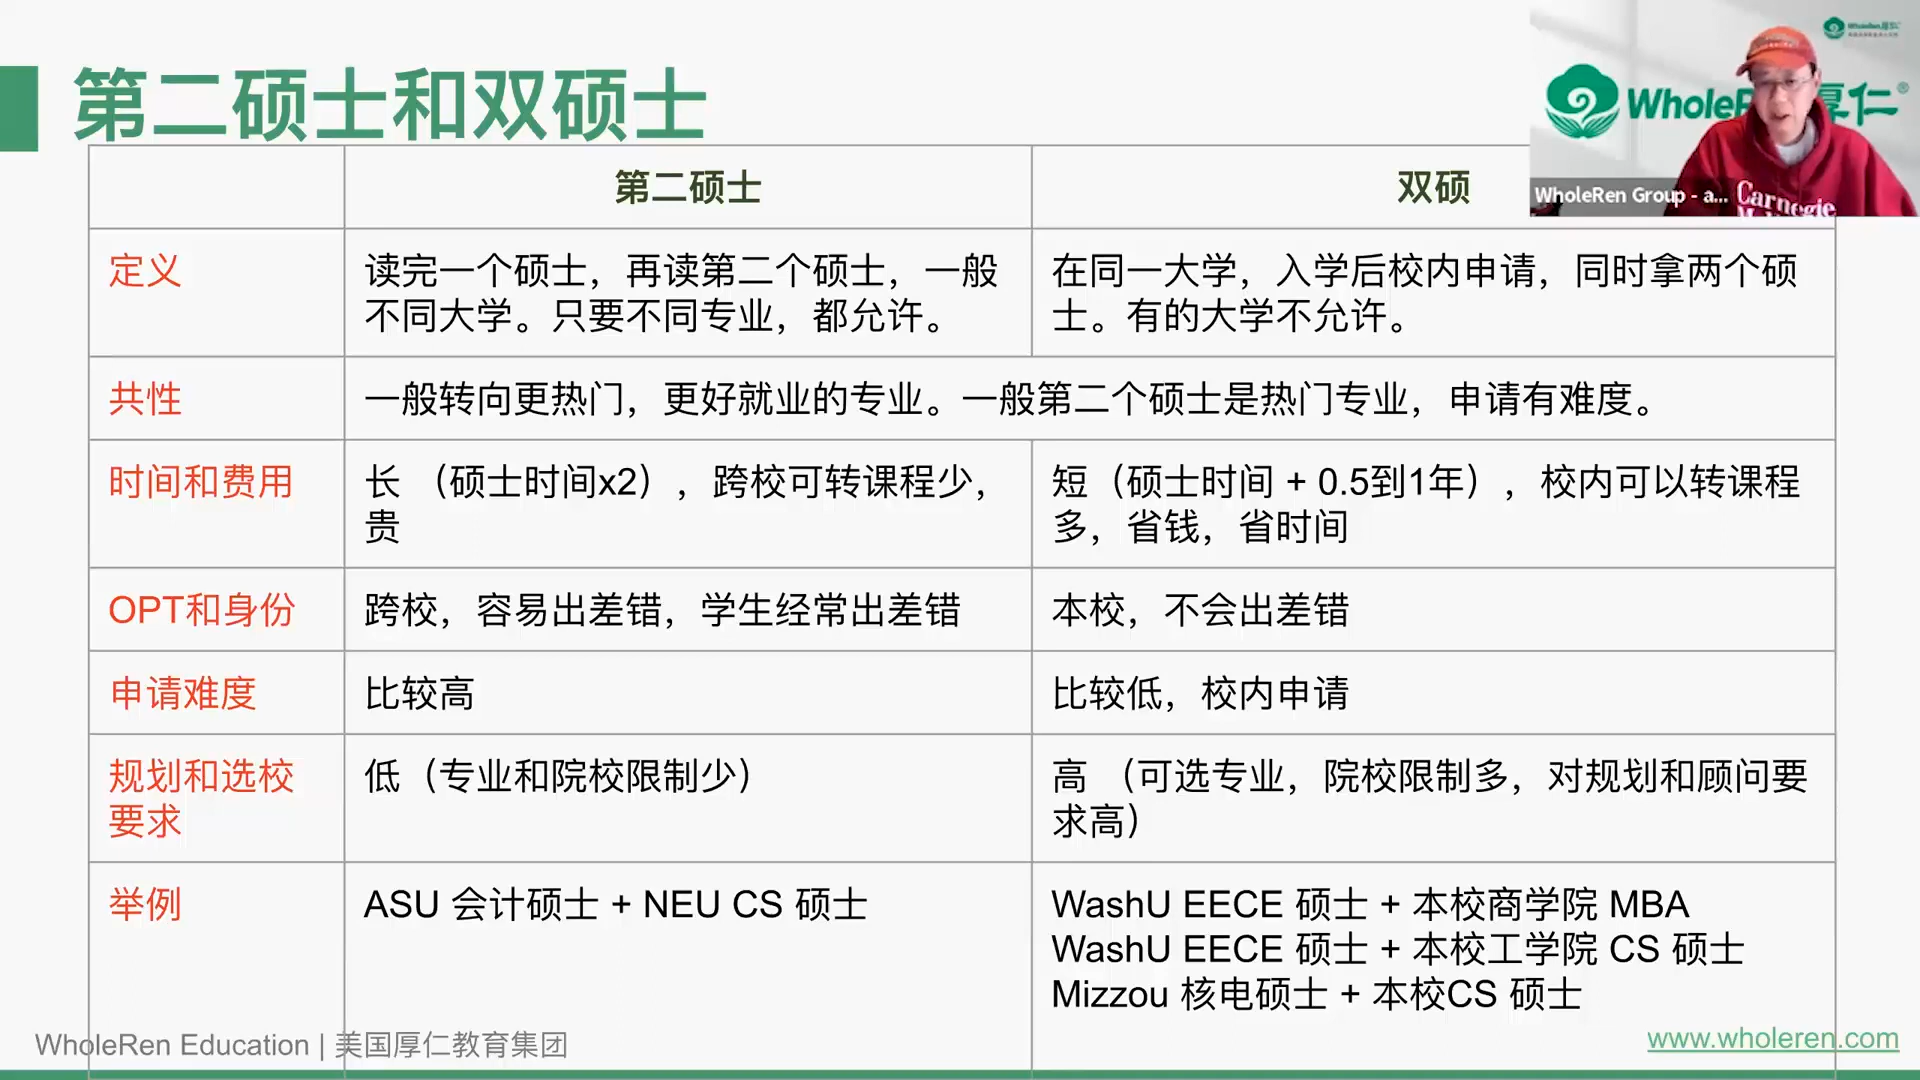 第二硕士和双硕士
WholeRen Group - a...
Carnegie
第二硕士
双硕
定义
读完一个硕士，再读第二个硕士，一般
不同大学。只要不同专业，都允许。
在同一大学，入学后校内申请，同时拿两个硕
士。有的大学不允许。
共性
一般转向更热门，更好就业的专业。一般第二个硕士是热门专业，申请有难度。
时间和费用
长 （硕士时间x2），跨校可转课程少，
贵
短（硕士时间 + 0.5到1年），校内可以转课程
多，省钱，省时间
OPT和身份
跨校，容易出差错，学生经常出差错
本校，不会出差错
申请难度
比较高
比较低，校内申请
规划和选校
要求
低（专业和院校限制少）
高 （可选专业，院校限制多，对规划和顾问要
求高）
举例
ASU 会计硕士 + NEU CS 硕士
WashU EECE 硕士 + 本校商学院 MBA
WashU EECE 硕士 + 本校工学院 CS 硕士
Mizzou 核电硕士 + 本校CS 硕士
WholeRen Education | 美国厚仁教育集团
www.wholeren.com